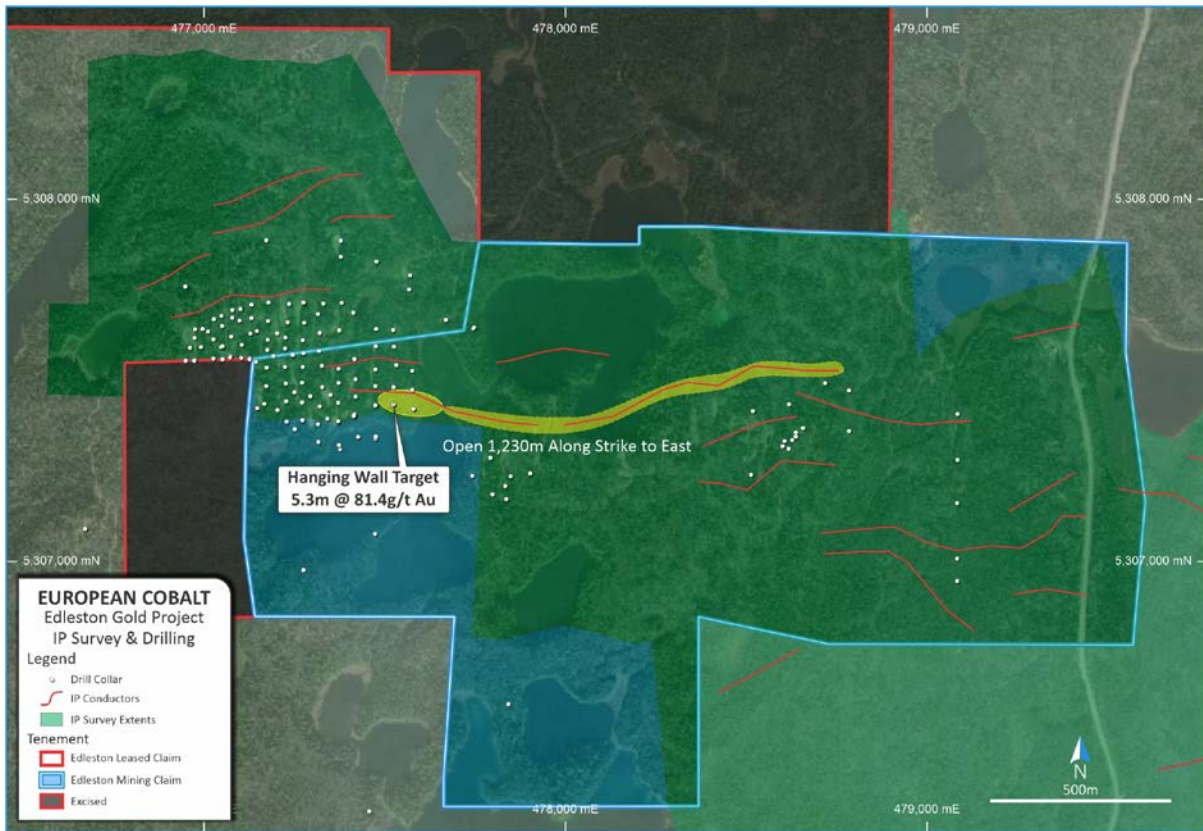 477,000 mE
478,000 mE
479,000 mE
5,308,000 mN
5,308,000 mN
Open 1,230m Along Strike to East
Hanging Wall Target
5.3m @ 81.4g/t Au
5,307,000 mN
5,307,000 mN
EUROPEAN COBALT
Edleston Gold Project
IP Survey & Drilling
Legend
Drill Collar
IP Conductors
IP Survey Extents
Tenement
Edleston Leased Claim
Edleston Mining Claim
Excised
N
500m
478,000 mE
479,000 mE